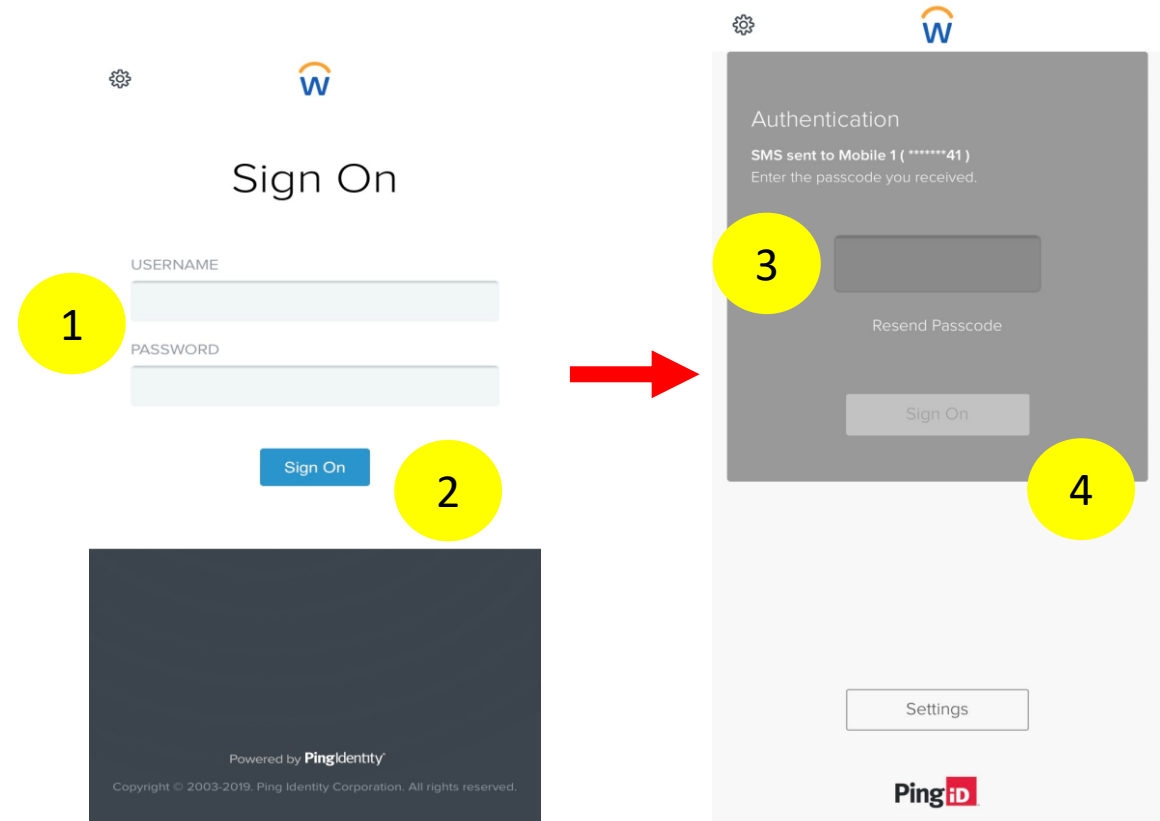 W
Sign On
USERNAME
1
PASSWORD
Sign On
2
Powered by PingIdentity®
Copyright © 2003-2019. Ping Identity Corporation. All rights reserved.
W
Authentication
SMS sent to Mobile 1 ( *******41 )
Enter the passcode you received.
3
Resend Passcode
Sign On
4
Settings
Ping iD